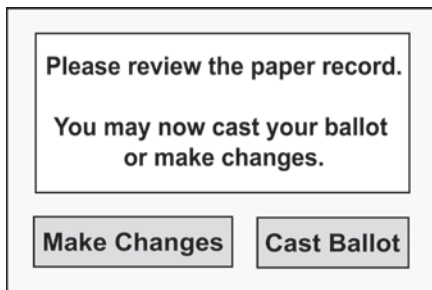 Please review the paper record.
You may now cast your ballot
or make changes.
Make Changes
Cast Ballot